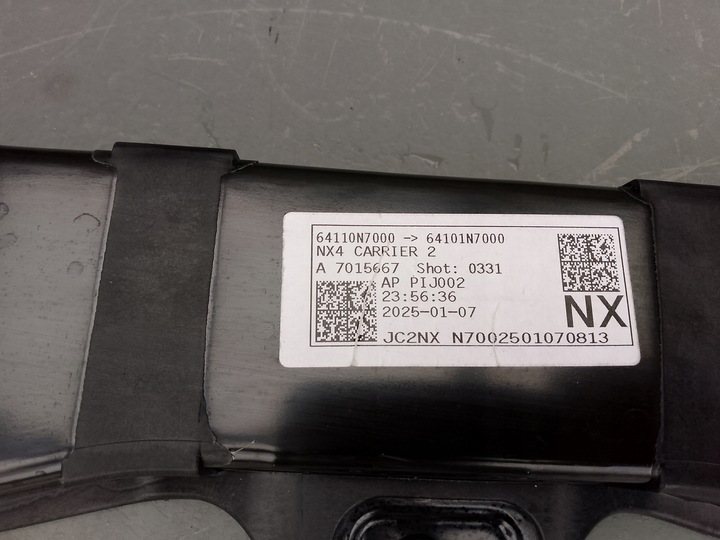 64110N7000 -> 64101N7000
NX4 CARRIER 2
A 7015667 Shot: 0331
AP PIJ002
23:56:36
2025-01-07
NX
JC2NX N7002501070813